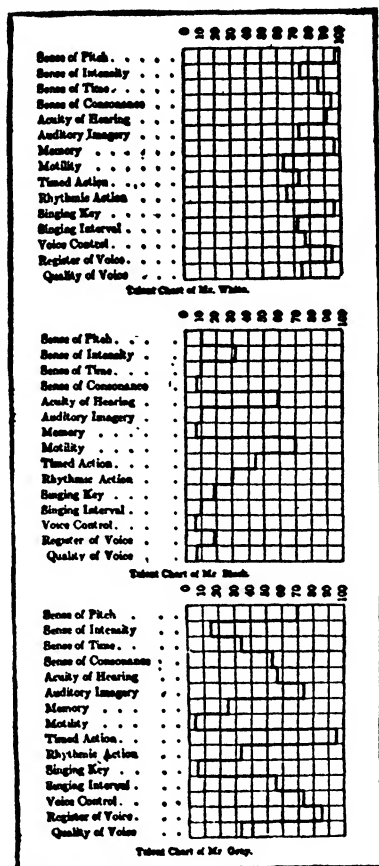 0 10 20 30 40 50 60 70 80 90 100
Sense of Pitch . . . . .
Sense of Intensity . . . .
Sense of Time . . . . .
Sense of Consonance . . .
Acuity of Hearing . . . .
Auditory Imagery . . . .
Memory . . . . . .
Motility . . . . . .
Timed Action . . . . .
Rhythmic Action . . . .
Singing Key . . . . .
Singing Interval . . . .
Voice Control . . . . .
Register of Voice . . . .
Quality of Voice . . .
Talent Chart of Mr. White.
0 10 20 30 40 50 60 70 80 90 100
Sense of Pitch . . . .
Sense of Intensity . . .
Sense of Time . . . .
Sense of Consonance . .
Acuity of Hearing . . .
Auditory Imagery . . .
Memory . . . . .
Motility . . . . .
Timed Action . . . .
Rhythmic Action . . .
Singing Key . . . .
Singing Interval . . .
Voice Control . . . .
Register of Voice . . .
Quality of Voice . . .
Talent Chart of Mr Black.
0 10 20 30 40 50 60 70 80 90 100
Sense of Pitch . . . .
Sense of Intensity . . .
Sense of Time . . . .
Sense of Consonance . .
Acuity of Hearing . . .
Auditory Imagery . . .
Memory . . . . .
Motility . . . . .
Timed Action . . . .
Rhythmic Action . . .
Singing Key . . . .
Singing Interval . . .
Voice Control . . . .
Register of Voice . . .
Quality of Voice . . .
Talent Chart of Mr Gray.